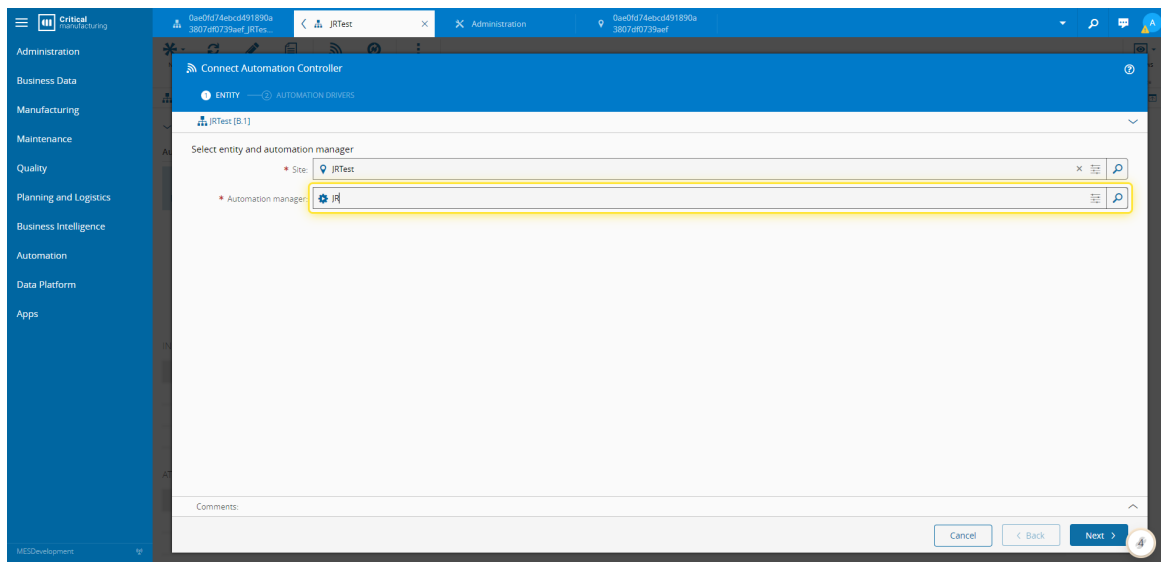 Critical
manufacturing
0ae0fd74ebcd491890a
3807df0739aef_JRTes...
JRTest
Administration
0ae0fd74ebcd491890a
3807df0739aef
A
Administration
Business Data
Manufacturing
Maintenance
Quality
Planning and Logistics
Business Intelligence
Automation
Data Platform
Apps
MESDevelopment
Connect Automation Controller
1 ENTITY
2 AUTOMATION DRIVERS
JRTest [B.1]
Select entity and automation manager
* Site: JRTest
* Automation manager: JR
Comments:
Cancel
< Back
Next >
4